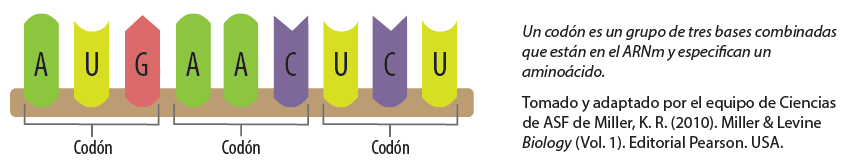 A U G A A C U C U
Codón Codón Codón
Un codón es un grupo de tres bases combinadas
que están en el ARNm y especifican un
aminoácido.
Tomado y adaptado por el equipo de Ciencias
de ASF de Miller, K. R. (2010). Miller & Levine
Biology (Vol. 1). Editorial Pearson. USA.